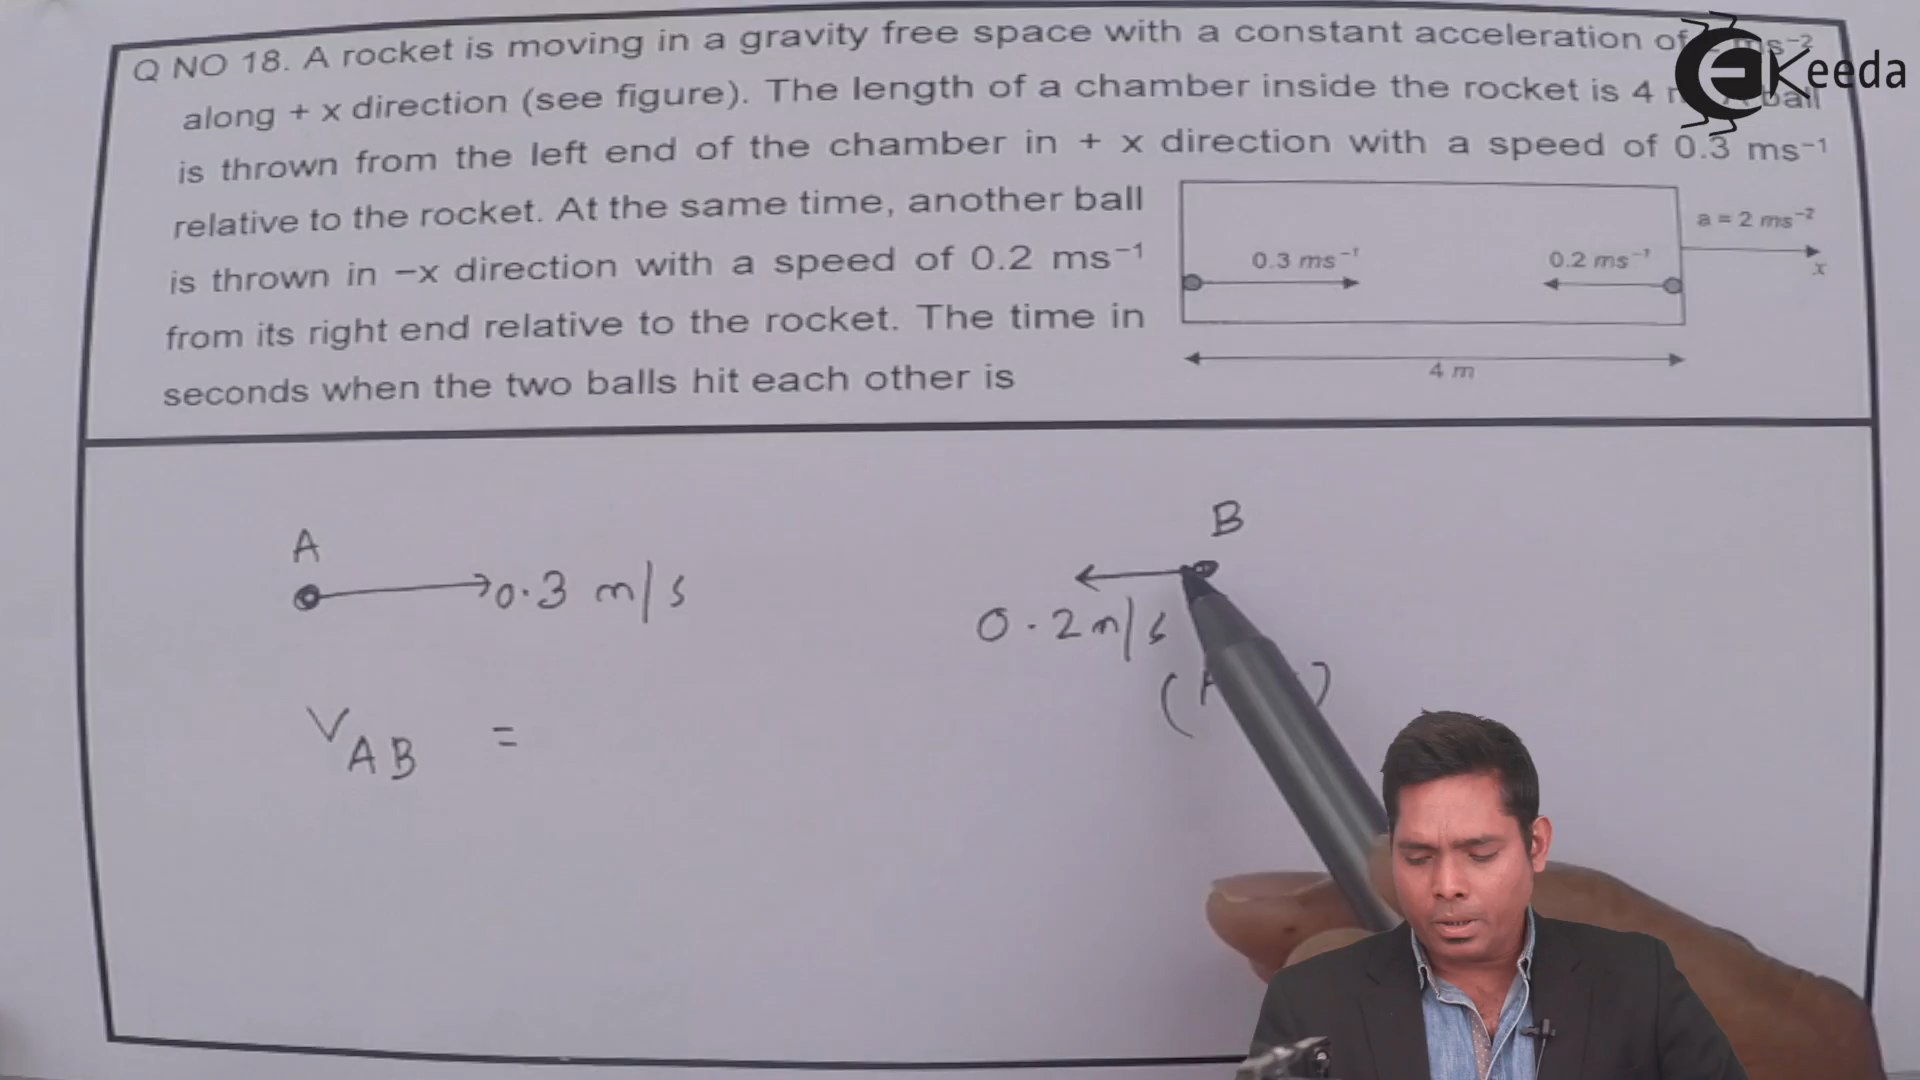 Q NO 18. A rocket is moving in a gravity free space with a constant acceleration of ms⁻²
along + x direction (see figure). The length of a chamber inside the rocket is 4 ball
is thrown from the left end of the chamber in + x direction with a speed of 0.3 ms⁻¹
relative to the rocket. At the same time, another ball
is thrown in −x direction with a speed of 0.2 ms⁻¹
from its right end relative to the rocket. The time in
seconds when the two balls hit each other is
a = 2 ms⁻²
0.3 ms⁻¹
0.2 ms⁻¹
x
4 m
Keeda
A
0.3 m/s
B
0.2 m/s
V_AB =